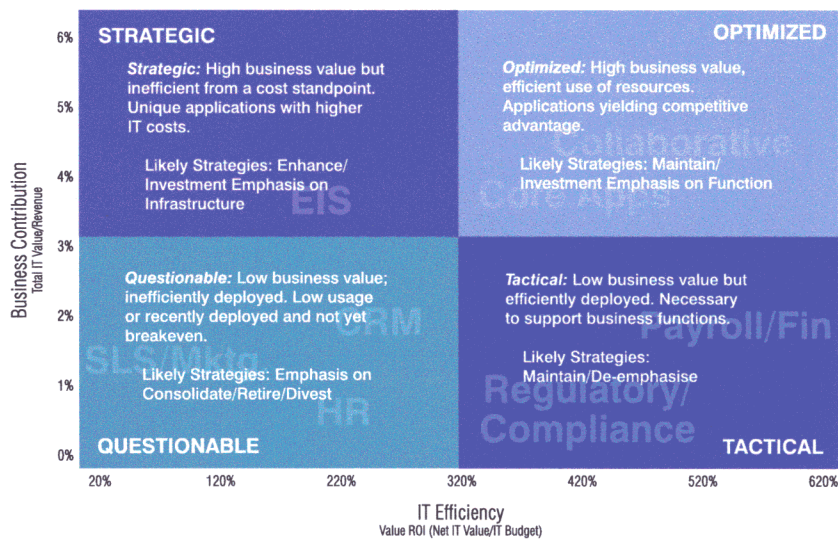 STRATEGIC
Strategic: High business value but
inefficient from a cost standpoint.
Unique applications with higher
IT costs.
Likely Strategies: Enhance/
Investment Emphasis on
Infrastructure
EIS
OPTIMIZED
Optimized: High business value,
efficient use of resources.
Applications yielding competitive
advantage.
Collaborative
Likely Strategies: Maintain/
Investment Emphasis on Function
Core Apps
Questionable: Low business value;
inefficiently deployed. Low usage
or recently deployed and not yet
breakeven.
CRM
SLS/Mktg
Likely Strategies: Emphasis on
Consolidate/Retire/Divest
HR
QUESTIONABLE
Tactical: Low business value but
efficiently deployed. Necessary
to support business functions.
Payroll/Fin
Likely Strategies:
Maintain/De-emphasise
Regulatory/
Compliance
TACTICAL
6%
5%
4%
3%
2%
1%
0%
Business Contribution
Total IT Value/Revenue
20% 120% 220% 320% 420% 520% 620%
IT Efficiency
Value ROI (Net IT Value/IT Budget)